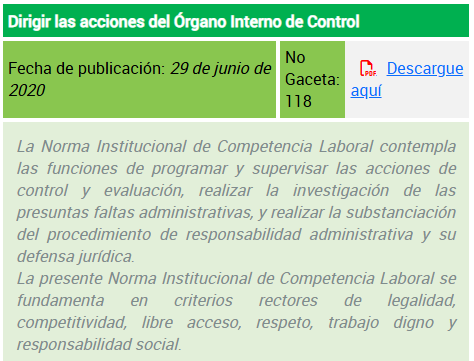 Dirigir las acciones del Órgano Interno de Control
Fecha de publicación: 29 de junio de
2020
No
Gaceta:
118
PDF Descargue
aquí
La Norma Institucional de Competencia Laboral contempla
las funciones de programar y supervisar las acciones de
control y evaluación, realizar la investigación de las
presuntas faltas administrativas, y realizar la substanciación
del procedimiento de responsabilidad administrativa y su
defensa jurídica.
La presente Norma Institucional de Competencia Laboral se
fundamenta en criterios rectores de legalidad,
competitividad, libre acceso, respeto, trabajo digno y
responsabilidad social.